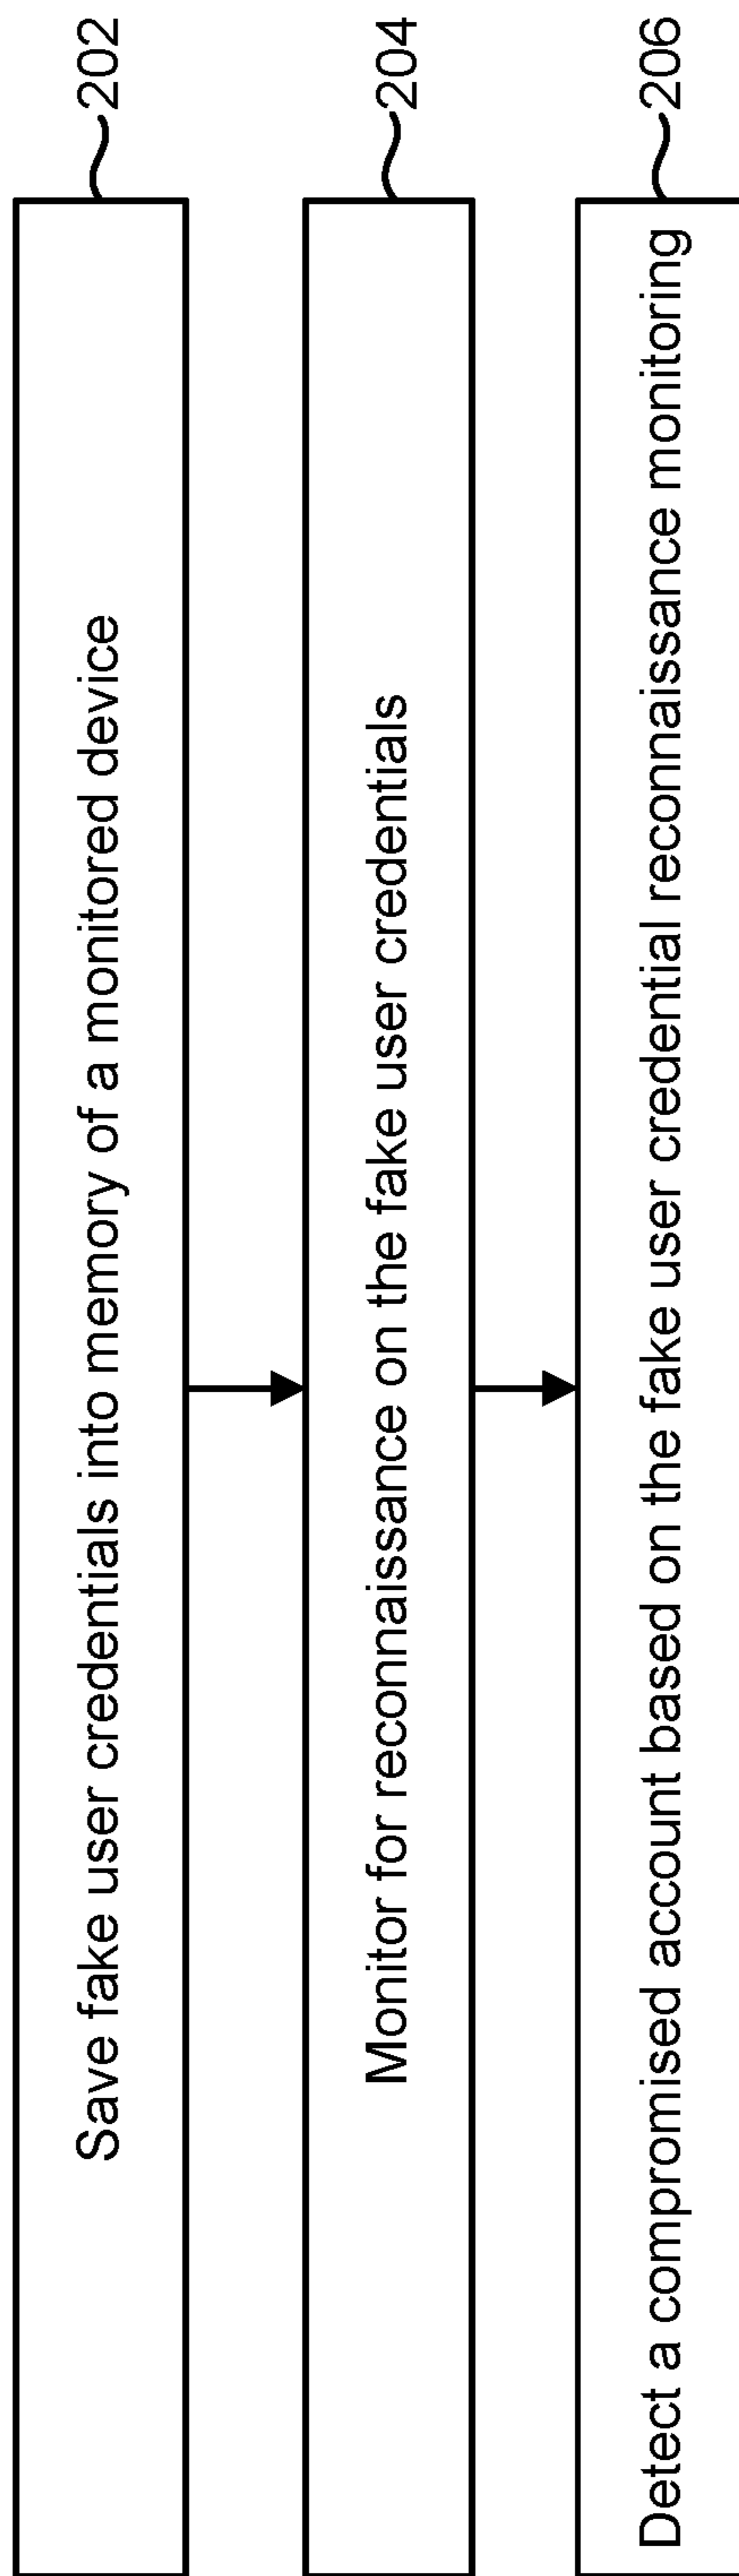 Save fake user credentials into memory of a monitored device
202
Monitor for reconnaissance on the fake user credentials
204
Detect a compromised account based on the fake user credential reconnaissance monitoring
206